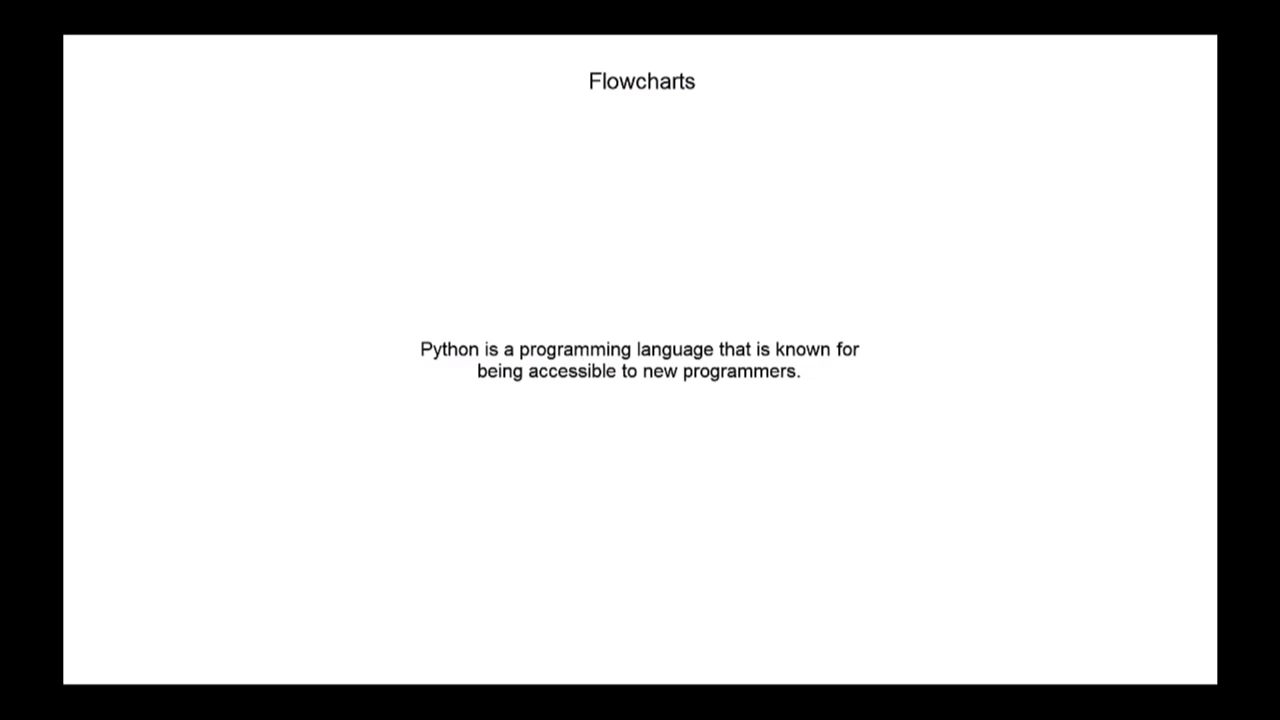 Flowcharts
Python is a programming language that is known for
being accessible to new programmers.